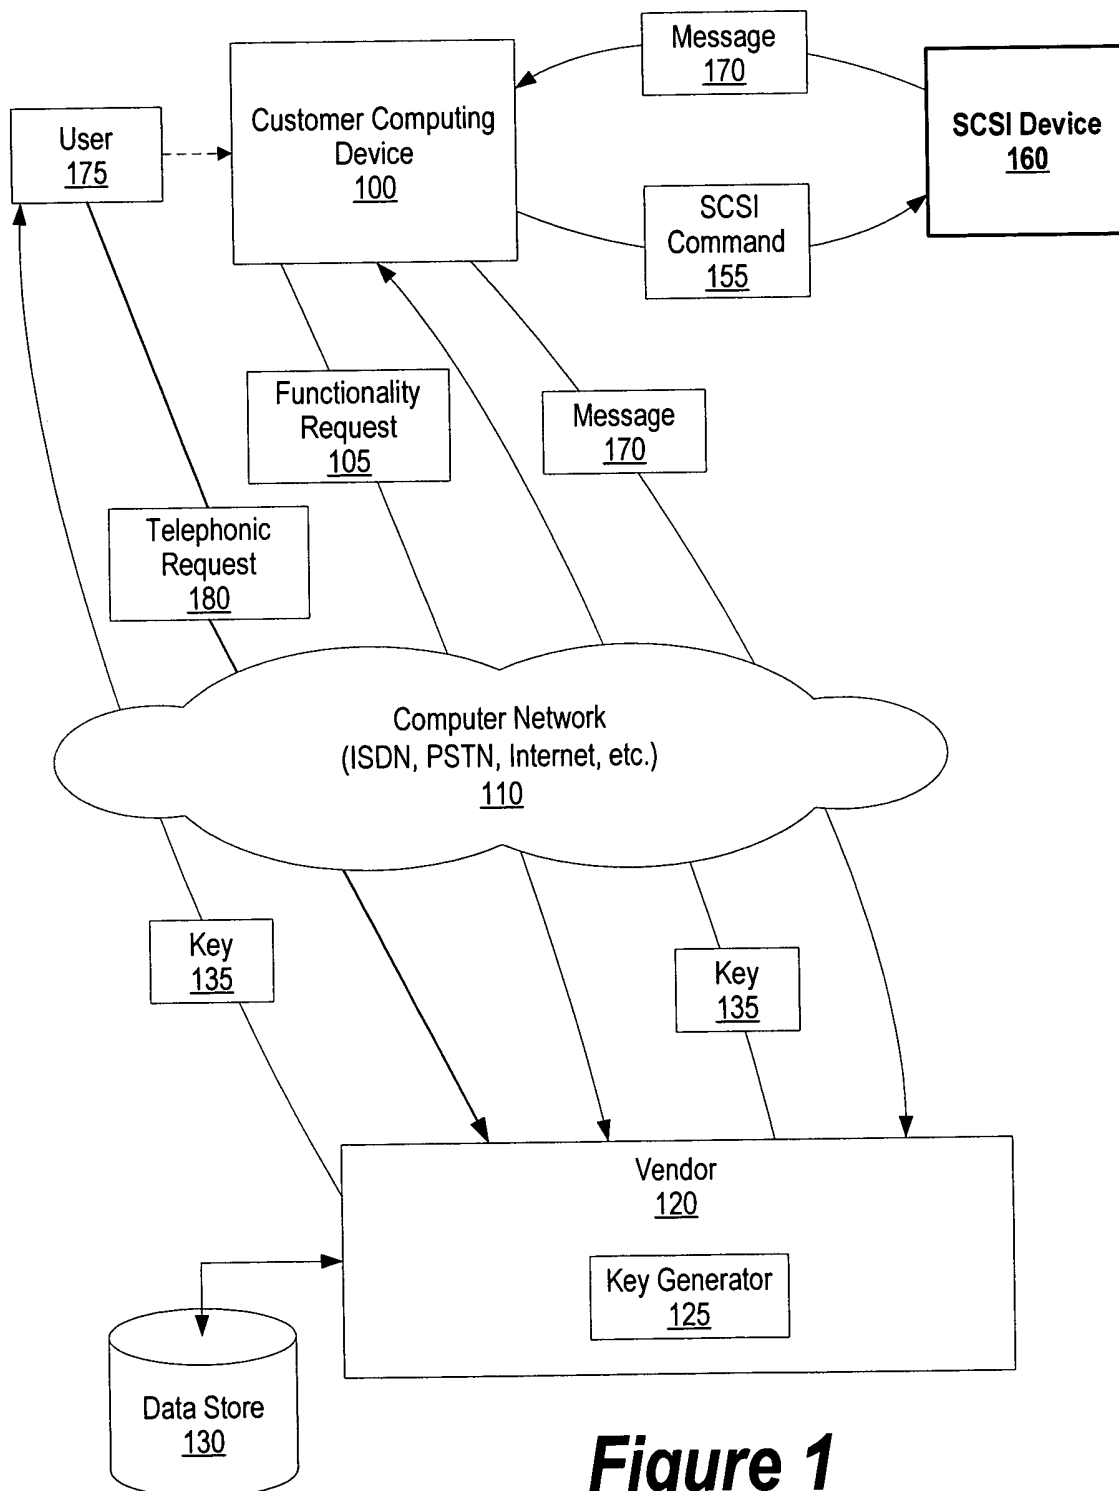 Message
170
Customer Computing
Device
100
SCSI Device
160
User
175
SCSI
Command
155
Functionality
Request
105
Message
170
Telephonic
Request
180
Computer Network
(ISDN, PSTN, Internet, etc.)
110
Key
135
Key
135
Vendor
120
Key Generator
125
Data Store
130
Figure 1